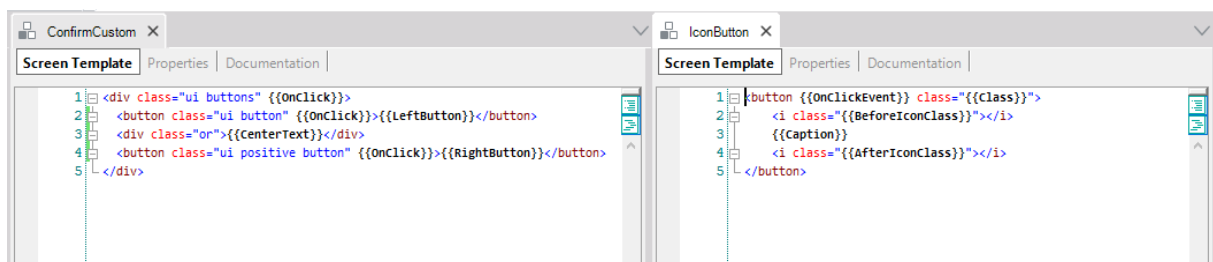 ConfirmCustom
Screen Template Properties Documentation
1 <div class="ui buttons" {{OnClick}}>
2 <button class="ui button" {{OnClick}}>{{LeftButton}}</button>
3 <div class="or">{{CenterText}}</div>
4 <button class="ui positive button" {{OnClick}}>{{RightButton}}</button>
5 </div>
IconButton
Screen Template Properties Documentation
1 <button {{OnClickEvent}} class="{{Class}}">
2 <i class="{{BeforeIconClass}}"></i>
3 {{Caption}}
4 <i class="{{AfterIconClass}}"></i>
5 </button>